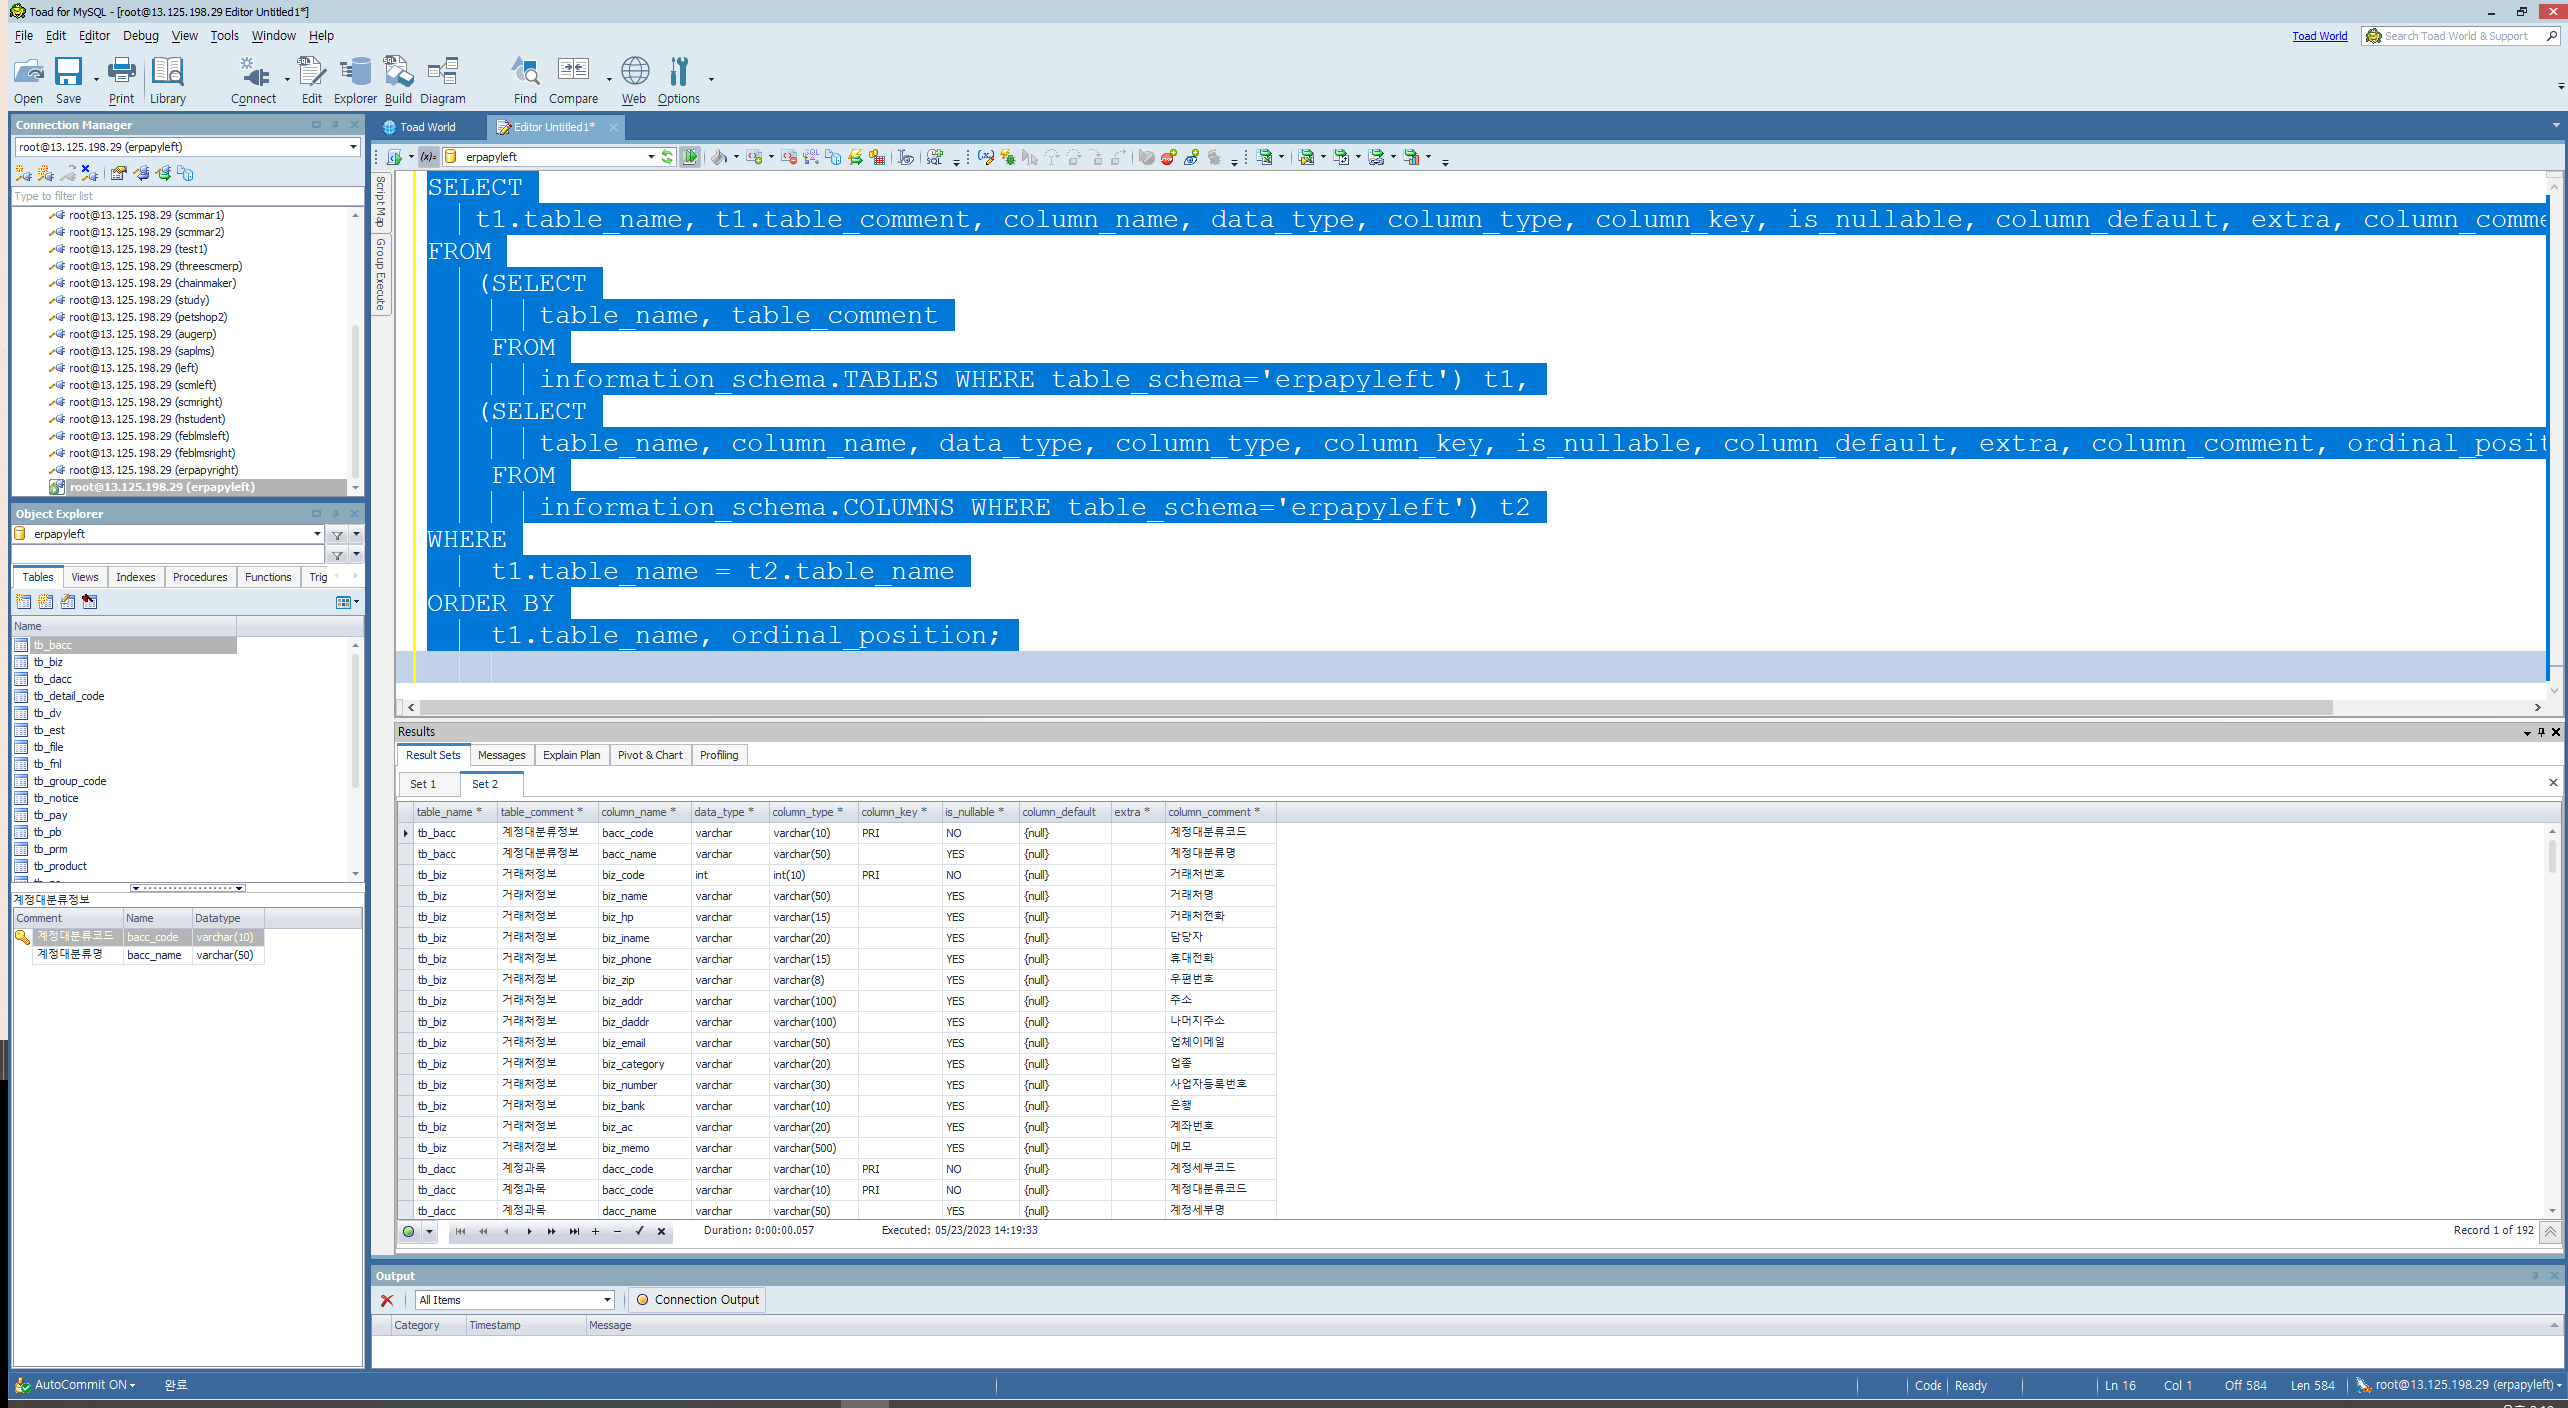 Toad for MySQL - [root@13.125.198.29 Editor Untitled1*]
File Edit Editor Debug View Tools Window Help
Toad World Search Toad World & Support
Open Save Print Library Connect Edit Explorer Build Diagram Find Compare Web Options
Connection Manager
root@13.125.198.29 (erpapyleft)
Type to filter list
root@13.125.198.29 (scmmar1)
root@13.125.198.29 (scmmar2)
root@13.125.198.29 (test1)
root@13.125.198.29 (threescmerp)
root@13.125.198.29 (chainmaker)
root@13.125.198.29 (study)
root@13.125.198.29 (petshop2)
root@13.125.198.29 (augerp)
root@13.125.198.29 (saplms)
root@13.125.198.29 (left)
root@13.125.198.29 (scmleft)
root@13.125.198.29 (scmright)
root@13.125.198.29 (hstudent)
root@13.125.198.29 (feblmsleft)
root@13.125.198.29 (feblmsright)
root@13.125.198.29 (erpapyright)
root@13.125.198.29 (erpapyleft)
Object Explorer
erpapyleft
Tables Views Indexes Procedures Functions Trig
Name
tb_bacc
tb_biz
tb_dacc
tb_detail_code
tb_dv
tb_est
tb_file
tb_fnl
tb_group_code
tb_notice
tb_pay
tb_pb
tb_prm
tb_product
계정대분류정보
Comment Name Datatype
계정대분류코드 bacc_code varchar(10)
계정대분류명 bacc_name varchar(50)
Toad World Editor Untitled1*
(x)= erpapyleft
Script Map
Group Execute
SELECT
t1.table_name, t1.table_comment, column_name, data_type, column_type, column_key, is_nullable, column_default, extra, column_comme
FROM
(SELECT
table_name, table_comment
FROM
information_schema.TABLES WHERE table_schema='erpapyleft') t1,
(SELECT
table_name, column_name, data_type, column_type, column_key, is_nullable, column_default, extra, column_comment, ordinal_posit
FROM
information_schema.COLUMNS WHERE table_schema='erpapyleft') t2
WHERE
t1.table_name = t2.table_name
ORDER BY
t1.table_name, ordinal_position;
Results
Result Sets Messages Explain Plan Pivot & Chart Profiling
Set 1 Set 2
table_name * table_comment * column_name * data_type * column_type * column_key * is_nullable * column_default extra * column_comment *
tb_bacc 계정대분류정보 bacc_code varchar varchar(10) PRI NO {null} 계정대분류코드
tb_bacc 계정대분류정보 bacc_name varchar varchar(50) YES {null} 계정대분류명
tb_biz 거래처정보 biz_code int int(10) PRI NO {null} 거래처번호
tb_biz 거래처정보 biz_name varchar varchar(50) YES {null} 거래처명
tb_biz 거래처정보 biz_hp varchar varchar(15) YES {null} 거래처전화
tb_biz 거래처정보 biz_iname varchar varchar(20) YES {null} 담당자
tb_biz 거래처정보 biz_phone varchar varchar(15) YES {null} 휴대전화
tb_biz 거래처정보 biz_zip varchar varchar(8) YES {null} 우편번호
tb_biz 거래처정보 biz_addr varchar varchar(100) YES {null} 주소
tb_biz 거래처정보 biz_daddr varchar varchar(100) YES {null} 나머지주소
tb_biz 거래처정보 biz_email varchar varchar(50) YES {null} 업체이메일
tb_biz 거래처정보 biz_category varchar varchar(20) YES {null} 업종
tb_biz 거래처정보 biz_number varchar varchar(30) YES {null} 사업자등록번호
tb_biz 거래처정보 biz_bank varchar varchar(10) YES {null} 은행
tb_biz 거래처정보 biz_ac varchar varchar(20) YES {null} 계좌번호
tb_biz 거래처정보 biz_memo varchar varchar(500) YES {null} 메모
tb_dacc 계정과목 dacc_code varchar varchar(10) PRI NO {null} 계정세부코드
tb_dacc 계정과목 bacc_code varchar varchar(10) PRI NO {null} 계정대분류코드
tb_dacc 계정과목 dacc_name varchar varchar(50) YES {null} 계정세부명
Duration: 0:00:00.057 Executed: 05/23/2023 14:19:33 Record 1 of 192
Output
All Items Connection Output
Category Timestamp Message
AutoCommit ON 완료 Code Ready Ln 16 Col 1 Off 584 Len 584 root@13.125.198.29 (erpapyleft)